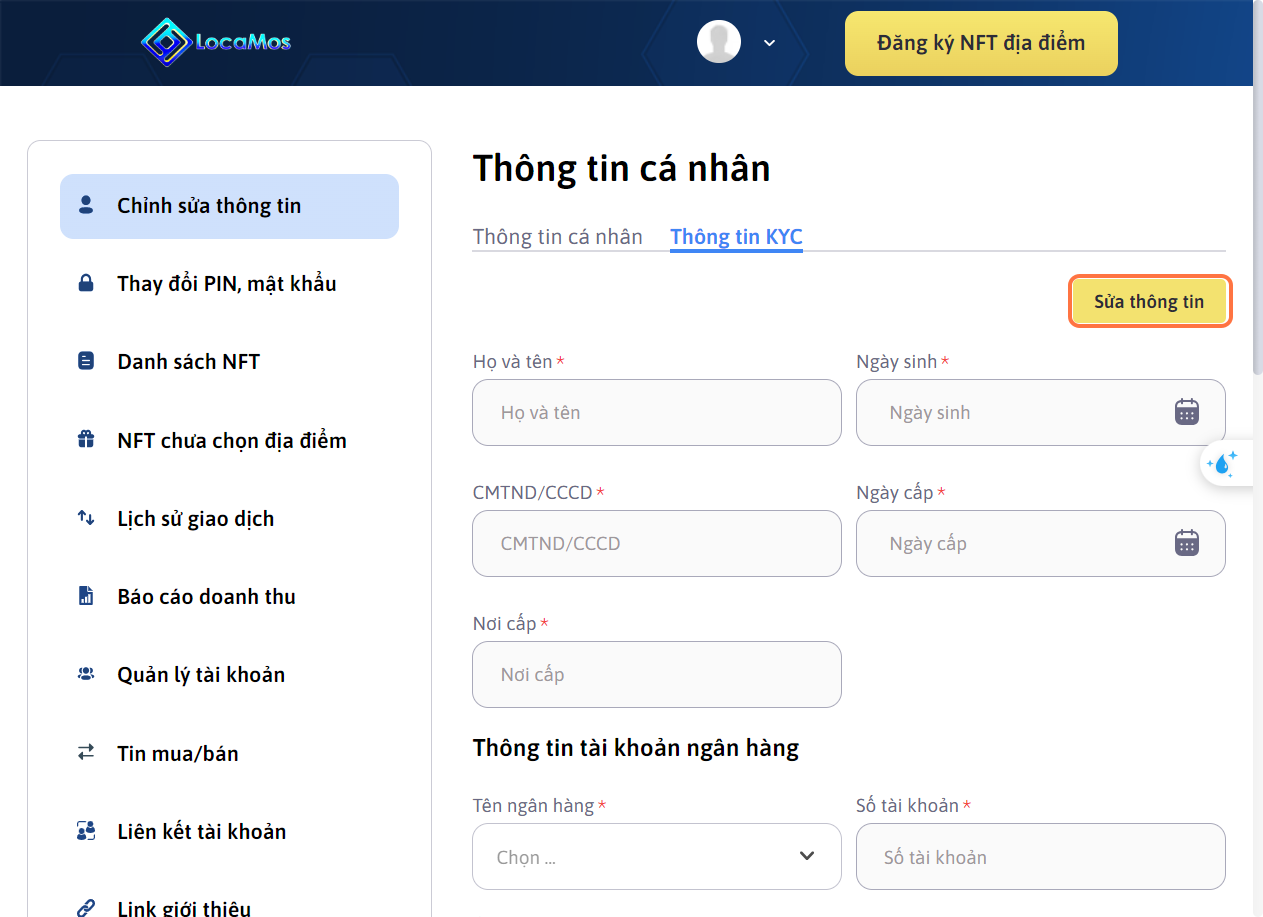 LocaMos
Đăng ký NFT địa điểm
Chỉnh sửa thông tin
Thay đổi PIN, mật khẩu
Danh sách NFT
NFT chưa chọn địa điểm
Lịch sử giao dịch
Báo cáo doanh thu
Quản lý tài khoản
Tin mua/bán
Liên kết tài khoản
Link giới thiệu
Thông tin cá nhân
Thông tin cá nhân Thông tin KYC
Sửa thông tin
Họ và tên * Ngày sinh *
Họ và tên Ngày sinh
CMTND/CCCD * Ngày cấp *
CMTND/CCCD Ngày cấp
Nơi cấp *
Nơi cấp
Thông tin tài khoản ngân hàng
Tên ngân hàng * Số tài khoản *
Chọn ... Số tài khoản